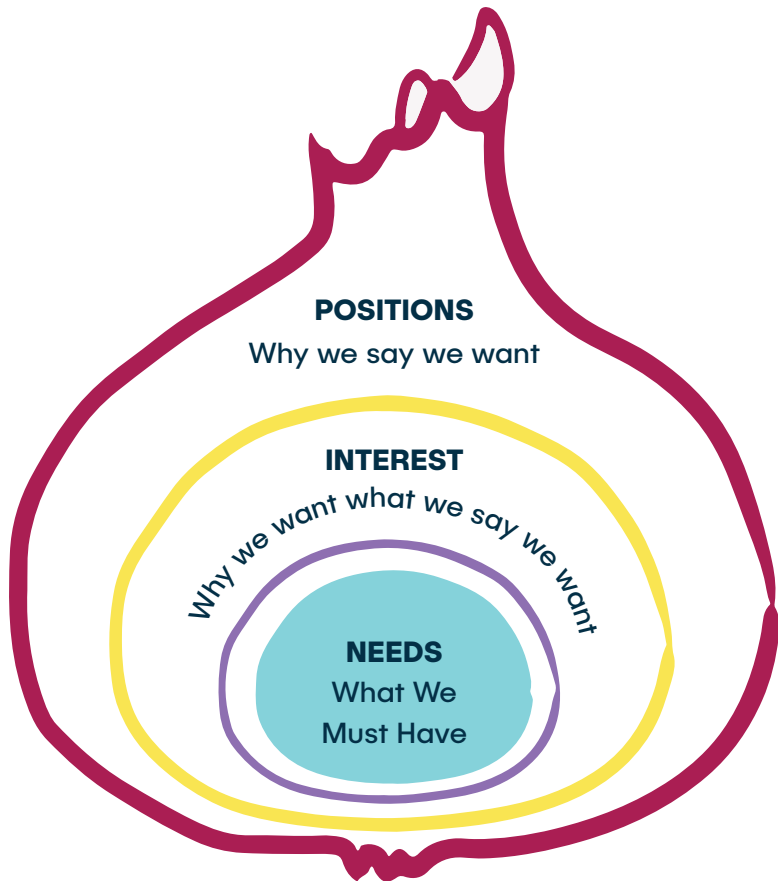 POSITIONS
Why we say we want
INTEREST
Why we want what we say we want
NEEDS
What We
Must Have